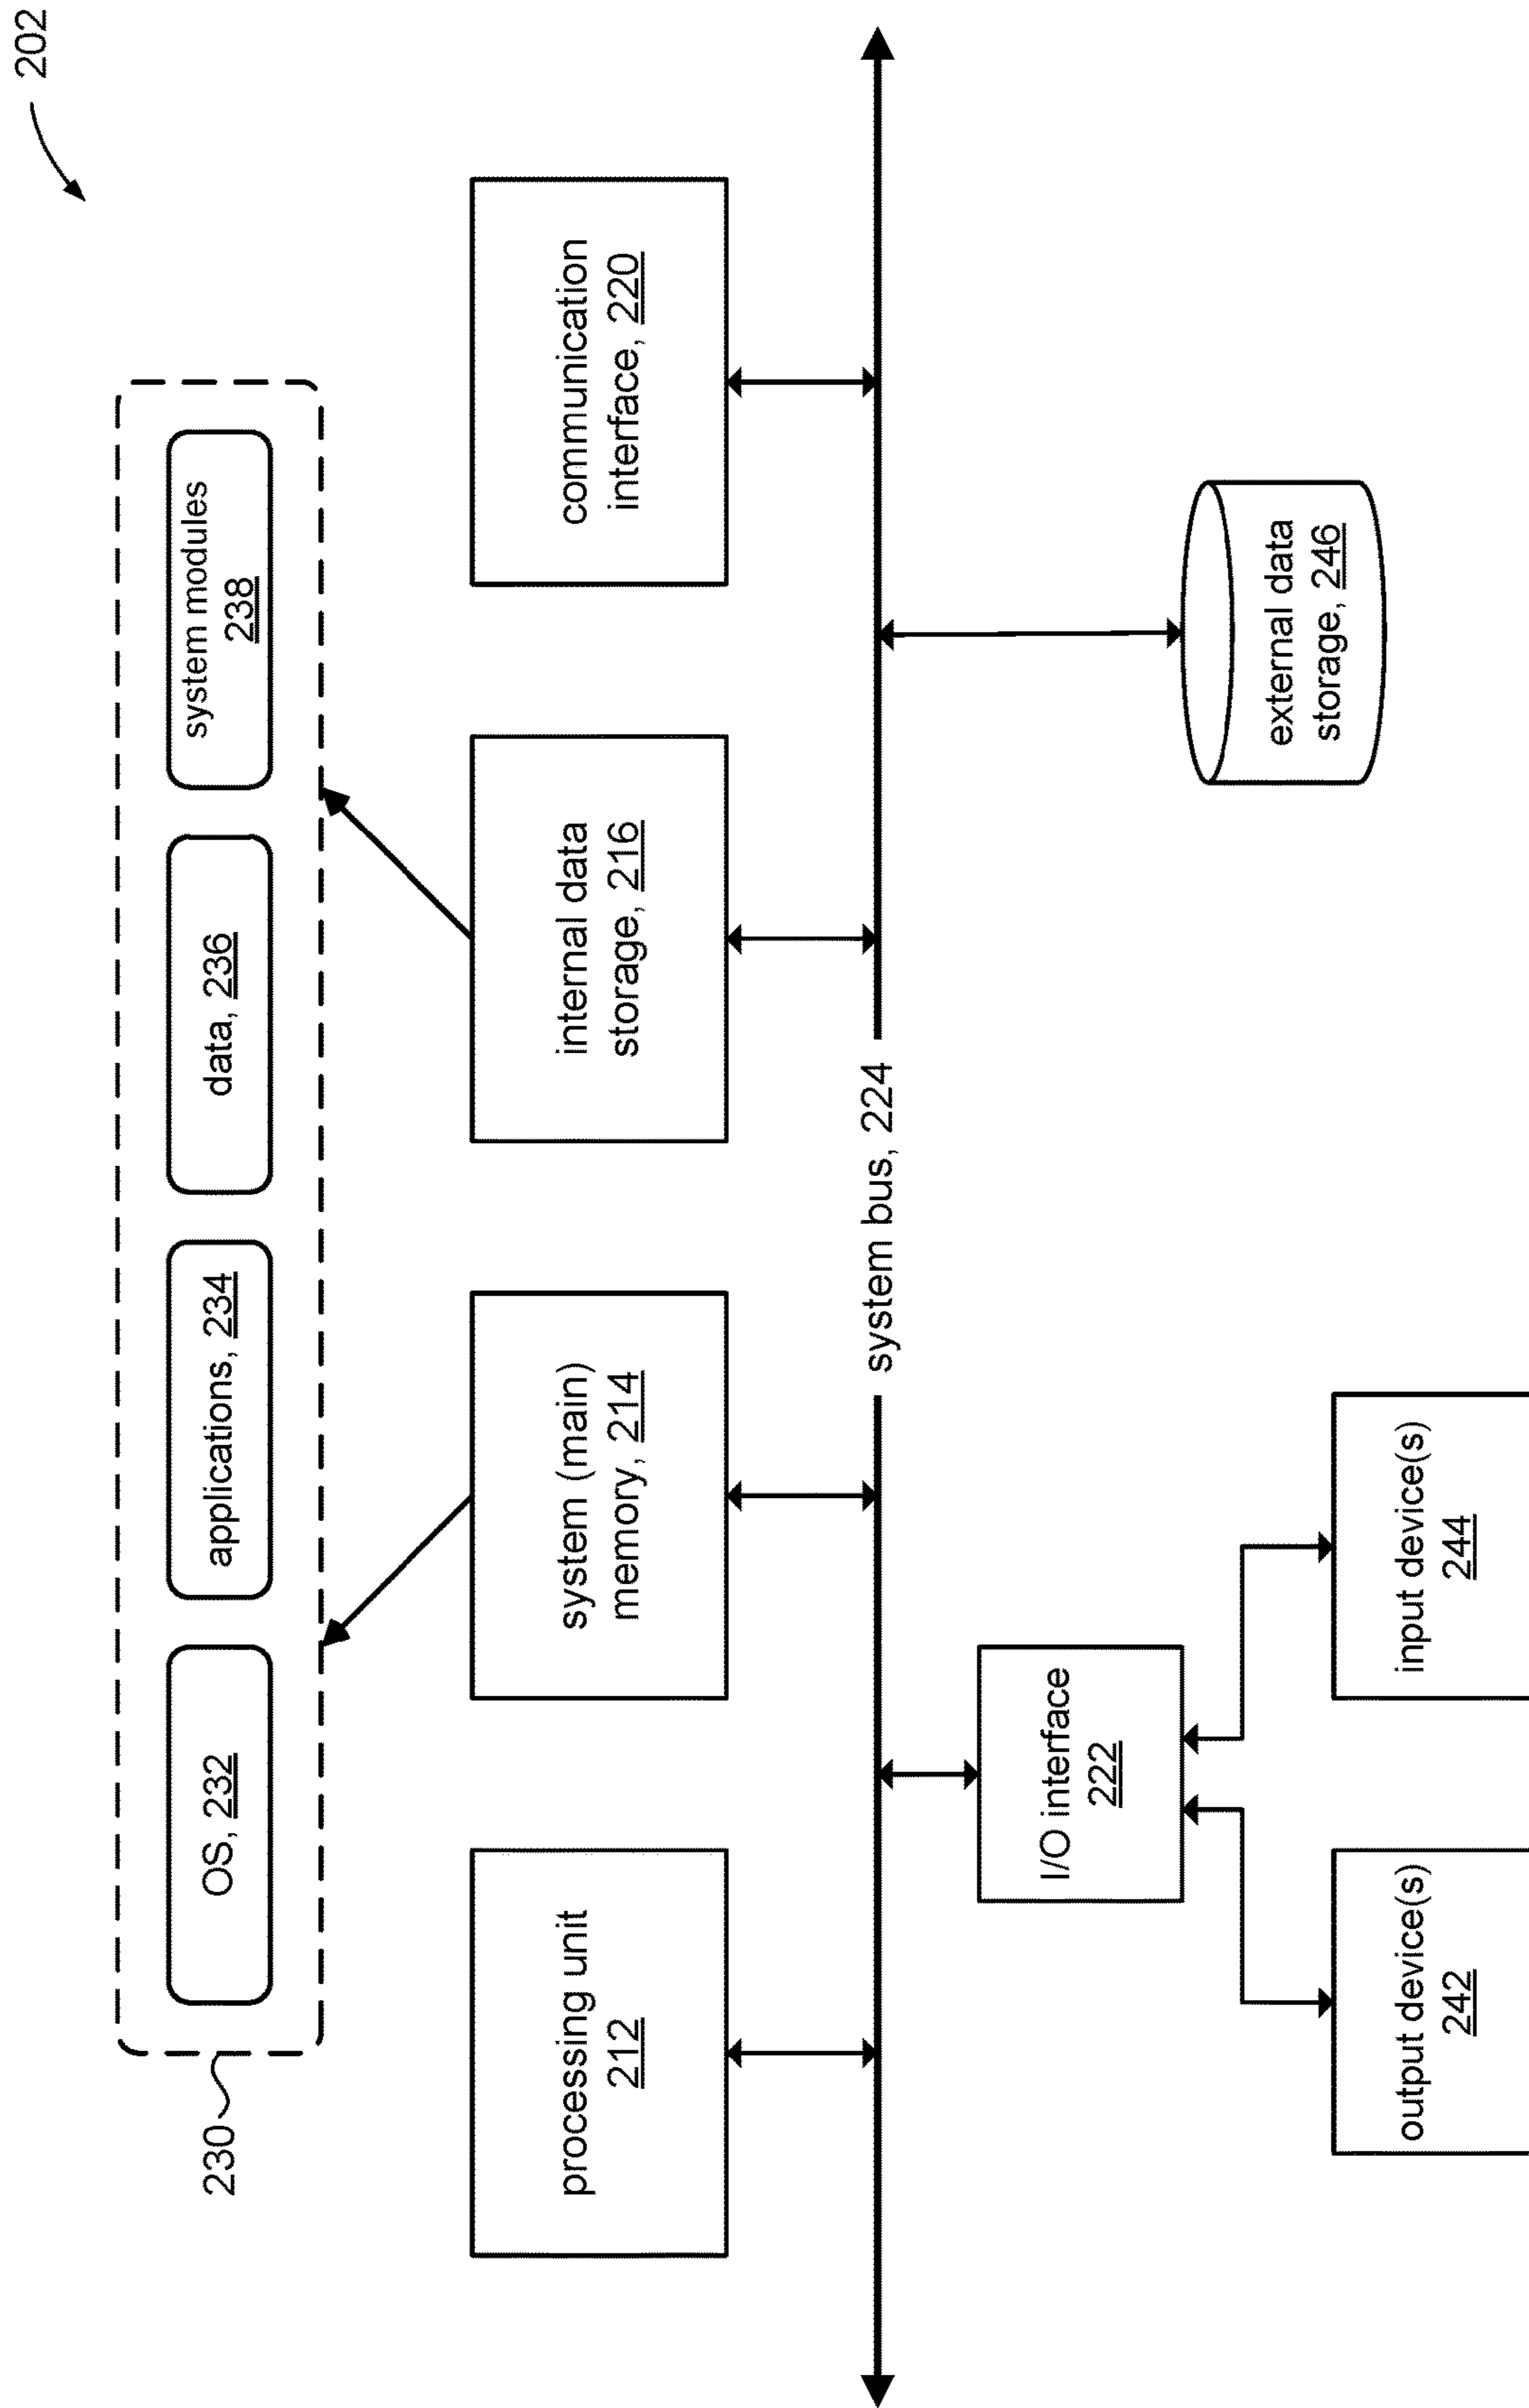 202
230
OS, 232
applications, 234
data, 236
system modules
238
processing unit
212
system (main)
memory, 214
internal data
storage, 216
communication
interface, 220
system bus, 224
I/O interface
222
external data
storage, 246
output device(s)
242
input device(s)
244